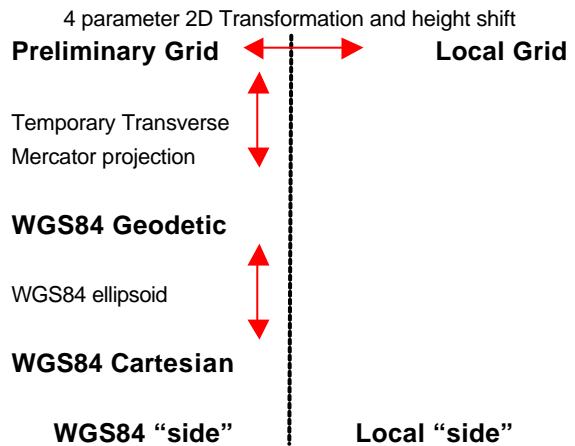 4 parameter 2D Transformation and height shift
Preliminary Grid Local Grid
Temporary Transverse
Mercator projection
WGS84 Geodetic
WGS84 ellipsoid
WGS84 Cartesian
WGS84 “side” Local “side”